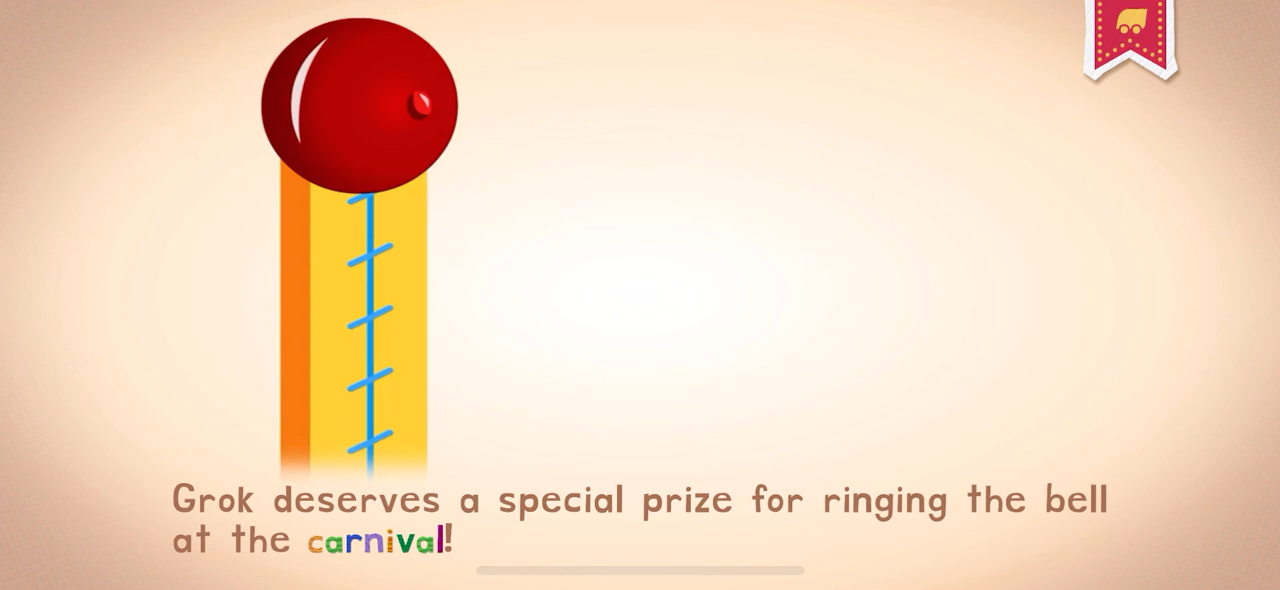 Grok deserves a special prize for ringing the bell
at the carnival!